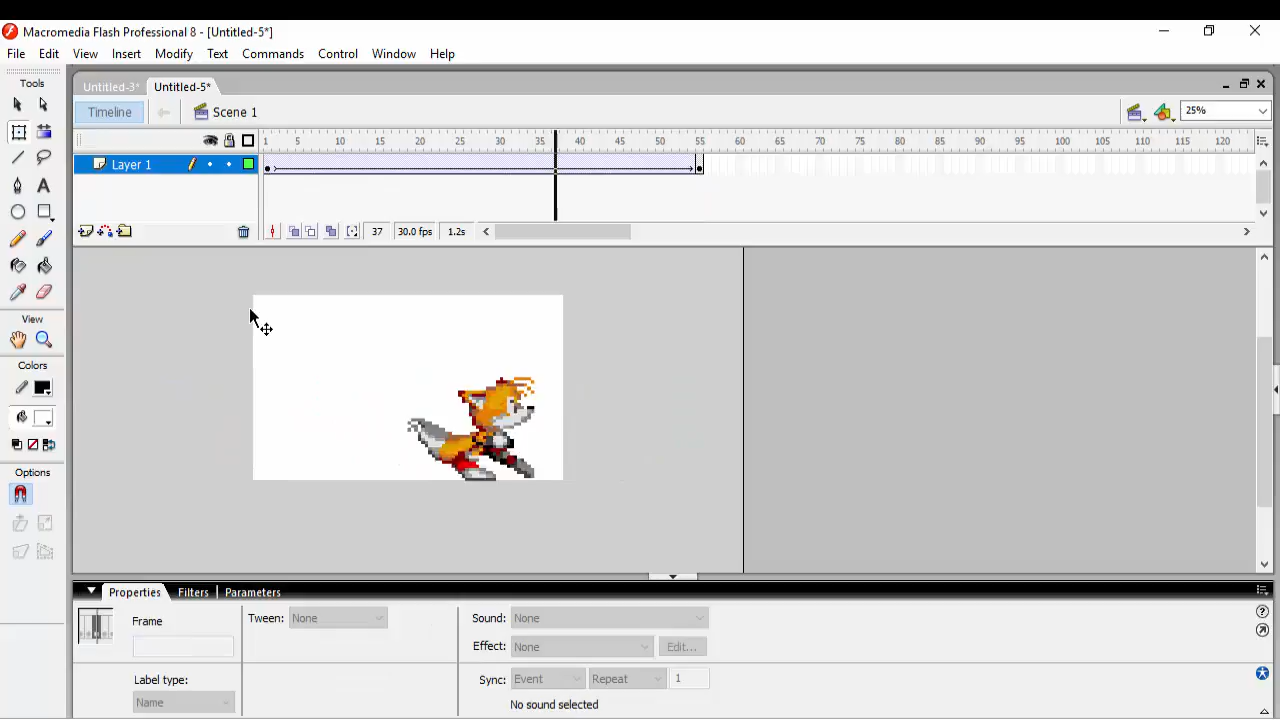 Macromedia Flash Professional 8 - [Untitled-5*]
File Edit View Insert Modify Text Commands Control Window Help
Tools
Untitled-3* Untitled-5*
Timeline Scene 1 25%
1 5 10 15 20 25 30 35 40 45 50 55 60 65 70 75 80 85 90 95 100 105 110 115 120
Layer 1
37 30.0 fps 1.2s
View
Colors
Options
Properties Filters Parameters
Frame Tween: None Sound: None
Effect: None Edit...
Label type: Sync: Event Repeat 1
Name No sound selected